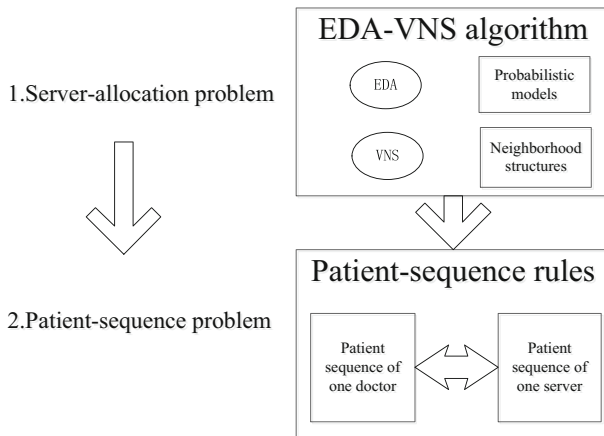 EDA-VNS algorithm
1.Server-allocation problem
EDA
Probabilistic
models
VNS
Neighborhood
structures
Patient-sequence rules
2.Patient-sequence problem
Patient
sequence of
one doctor
Patient
sequence of
one server